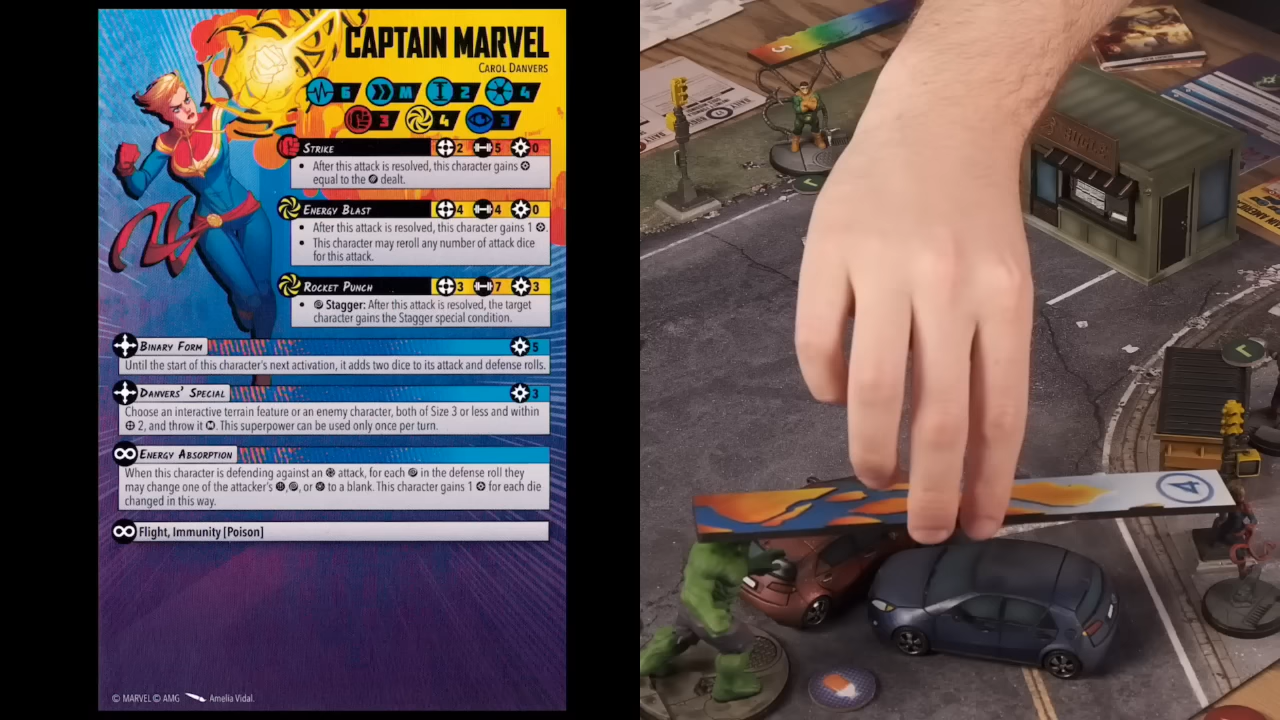 CAPTAIN MARVEL
CAROL DANVERS
6 M 2 4
3 4 3
STRIKE 2 5 0
• After this attack is resolved, this character gains
equal to the dealt.
ENERGY BLAST 4 4 0
• After this attack is resolved, this character gains 1 .
• This character may reroll any number of attack dice
for this attack.
ROCKET PUNCH 3 7 3
• Stagger: After this attack is resolved, the target
character gains the Stagger special condition.
BINARY FORM 5
Until the start of this character's next activation, it adds two dice to its attack and defense rolls.
DANVERS' SPECIAL 3
Choose an interactive terrain feature or an enemy character, both of Size 3 or less and within
2, and throw it M. This superpower can be used only once per turn.
ENERGY ABSORPTION
When this character is defending against an attack, for each in the defense roll they
may change one of the attacker's , , or to a blank. This character gains 1 for each die
changed in this way.
Flight, Immunity [Poison]
© MARVEL © AMG Amelia Vidal.
5
BUGLE
4